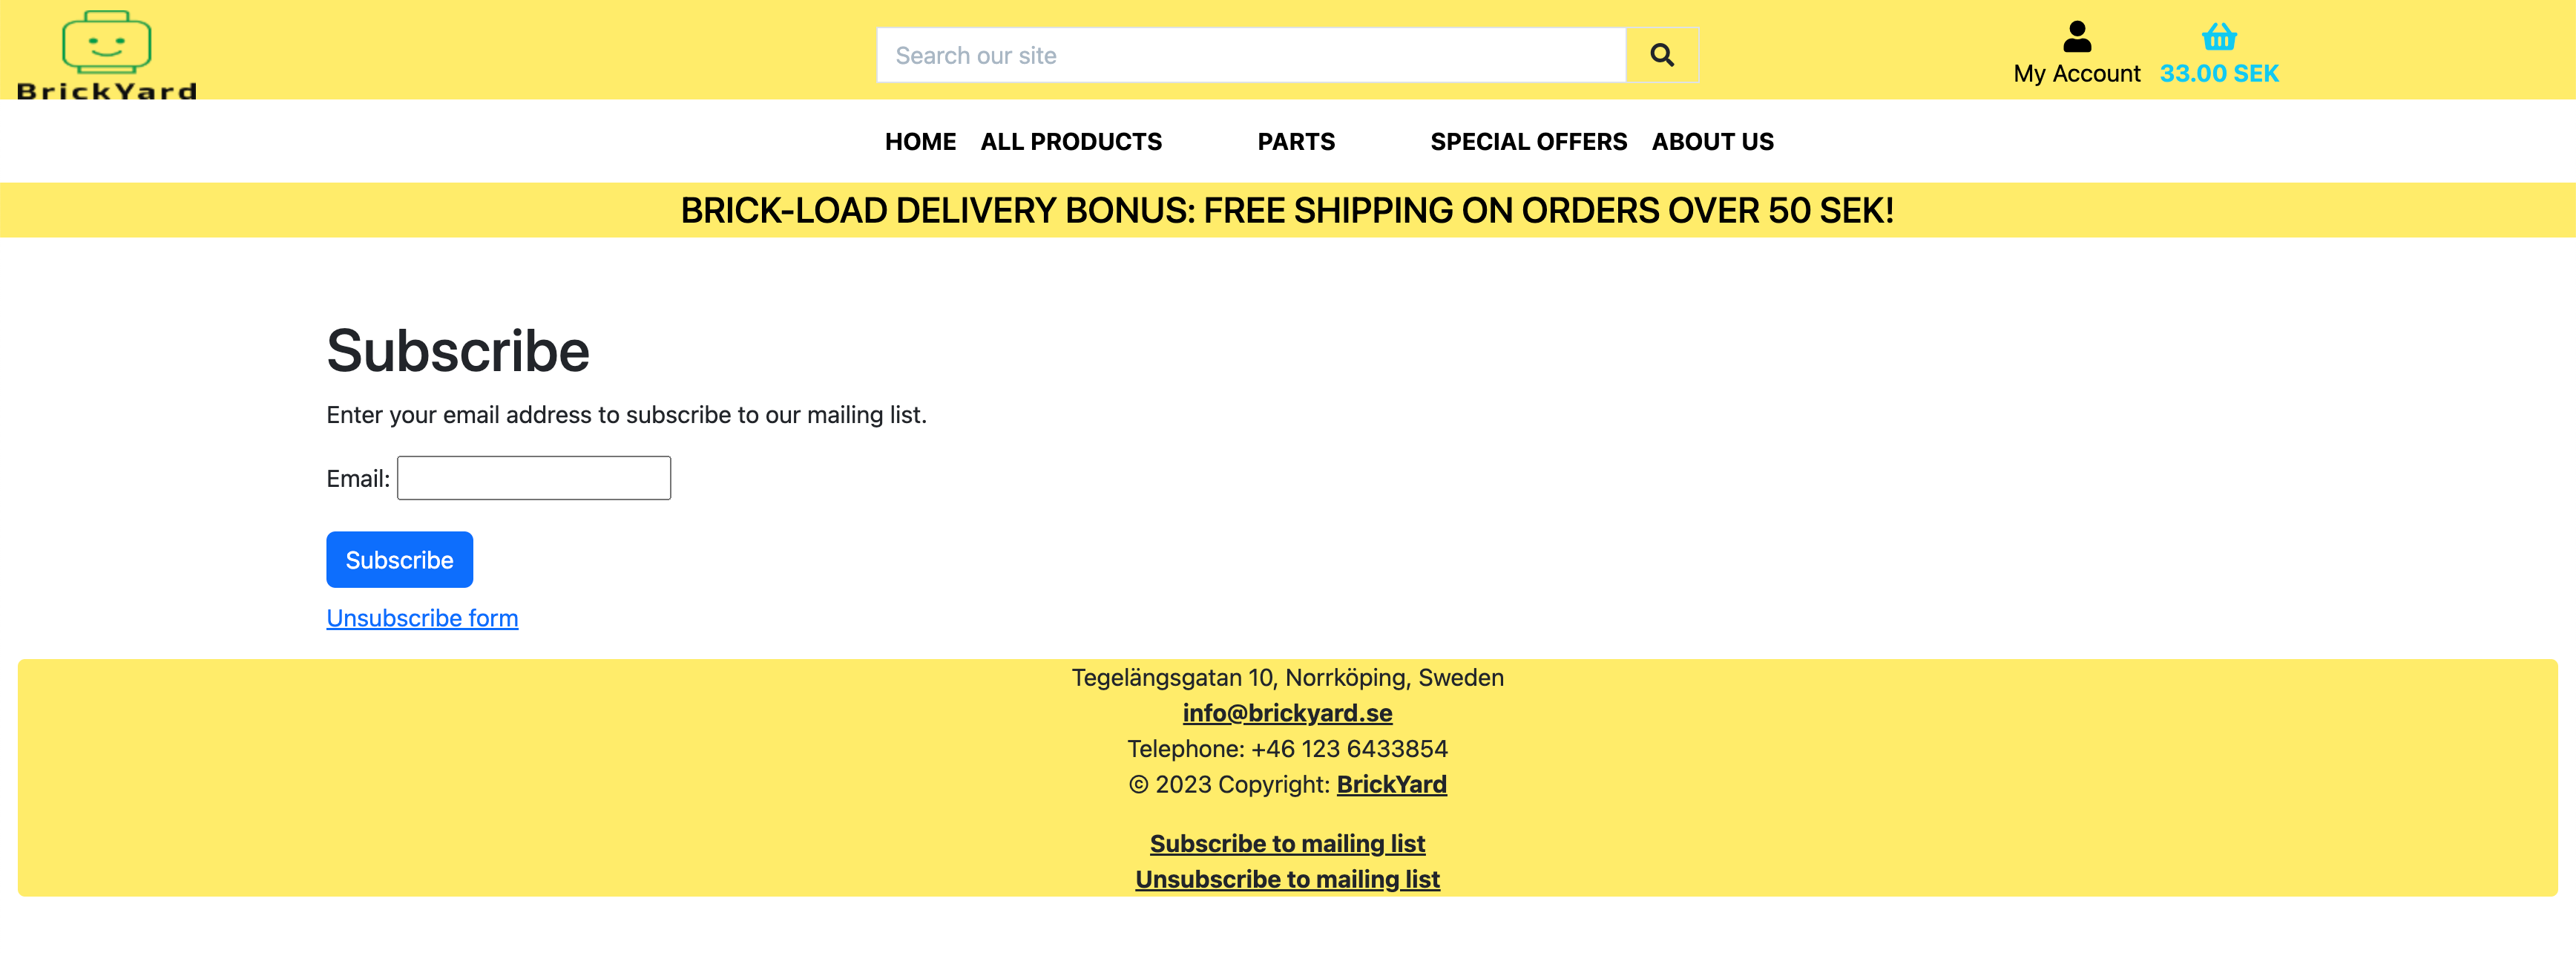 BrickYard
Search our site
My Account
33.00 SEK
HOME ALL PRODUCTS PARTS SPECIAL OFFERS ABOUT US
BRICK-LOAD DELIVERY BONUS: FREE SHIPPING ON ORDERS OVER 50 SEK!
Subscribe
Enter your email address to subscribe to our mailing list.
Email:
Subscribe
Unsubscribe form
Tegelängsgatan 10, Norrköping, Sweden
info@brickyard.se
Telephone: +46 123 6433854
© 2023 Copyright: BrickYard
Subscribe to mailing list
Unsubscribe to mailing list